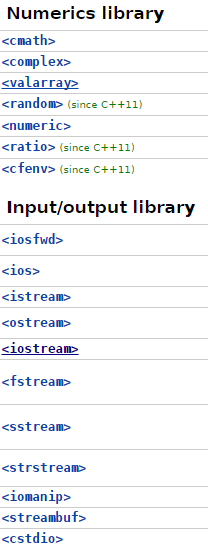 Numerics library
<cmath>
<complex>
<valarray>
<random> (since C++11)
<numeric>
<ratio> (since C++11)
<cfenv> (since C++11)
Input/output library
<iosfwd>
<ios>
<istream>
<ostream>
<iostream>
<fstream>
<sstream>
<strstream>
<iomanip>
<streambuf>
<cstdio>